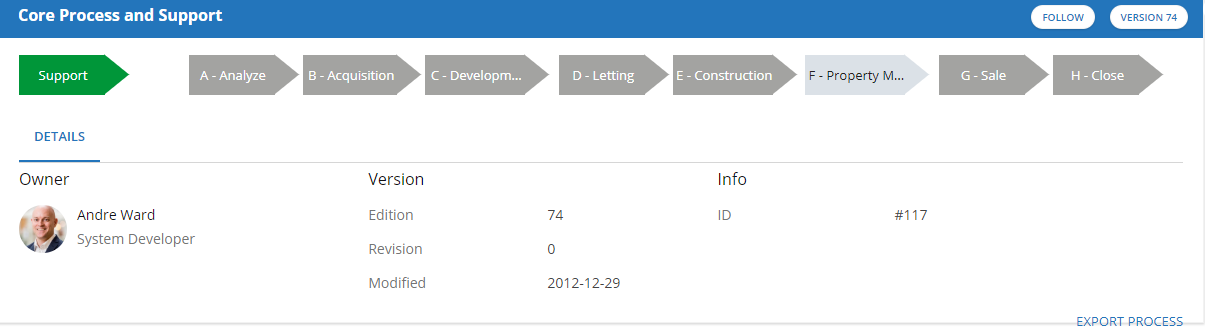 Core Process and Support
FOLLOW
VERSION 74
Support
A - Analyze
B - Acquisition
C - Developm...
D - Letting
E - Construction
F - Property M...
G - Sale
H - Close
DETAILS
Owner
Version
Info
Andre Ward
System Developer
Edition 74
Revision 0
Modified 2012-12-29
ID #117
EXPORT PROCESS